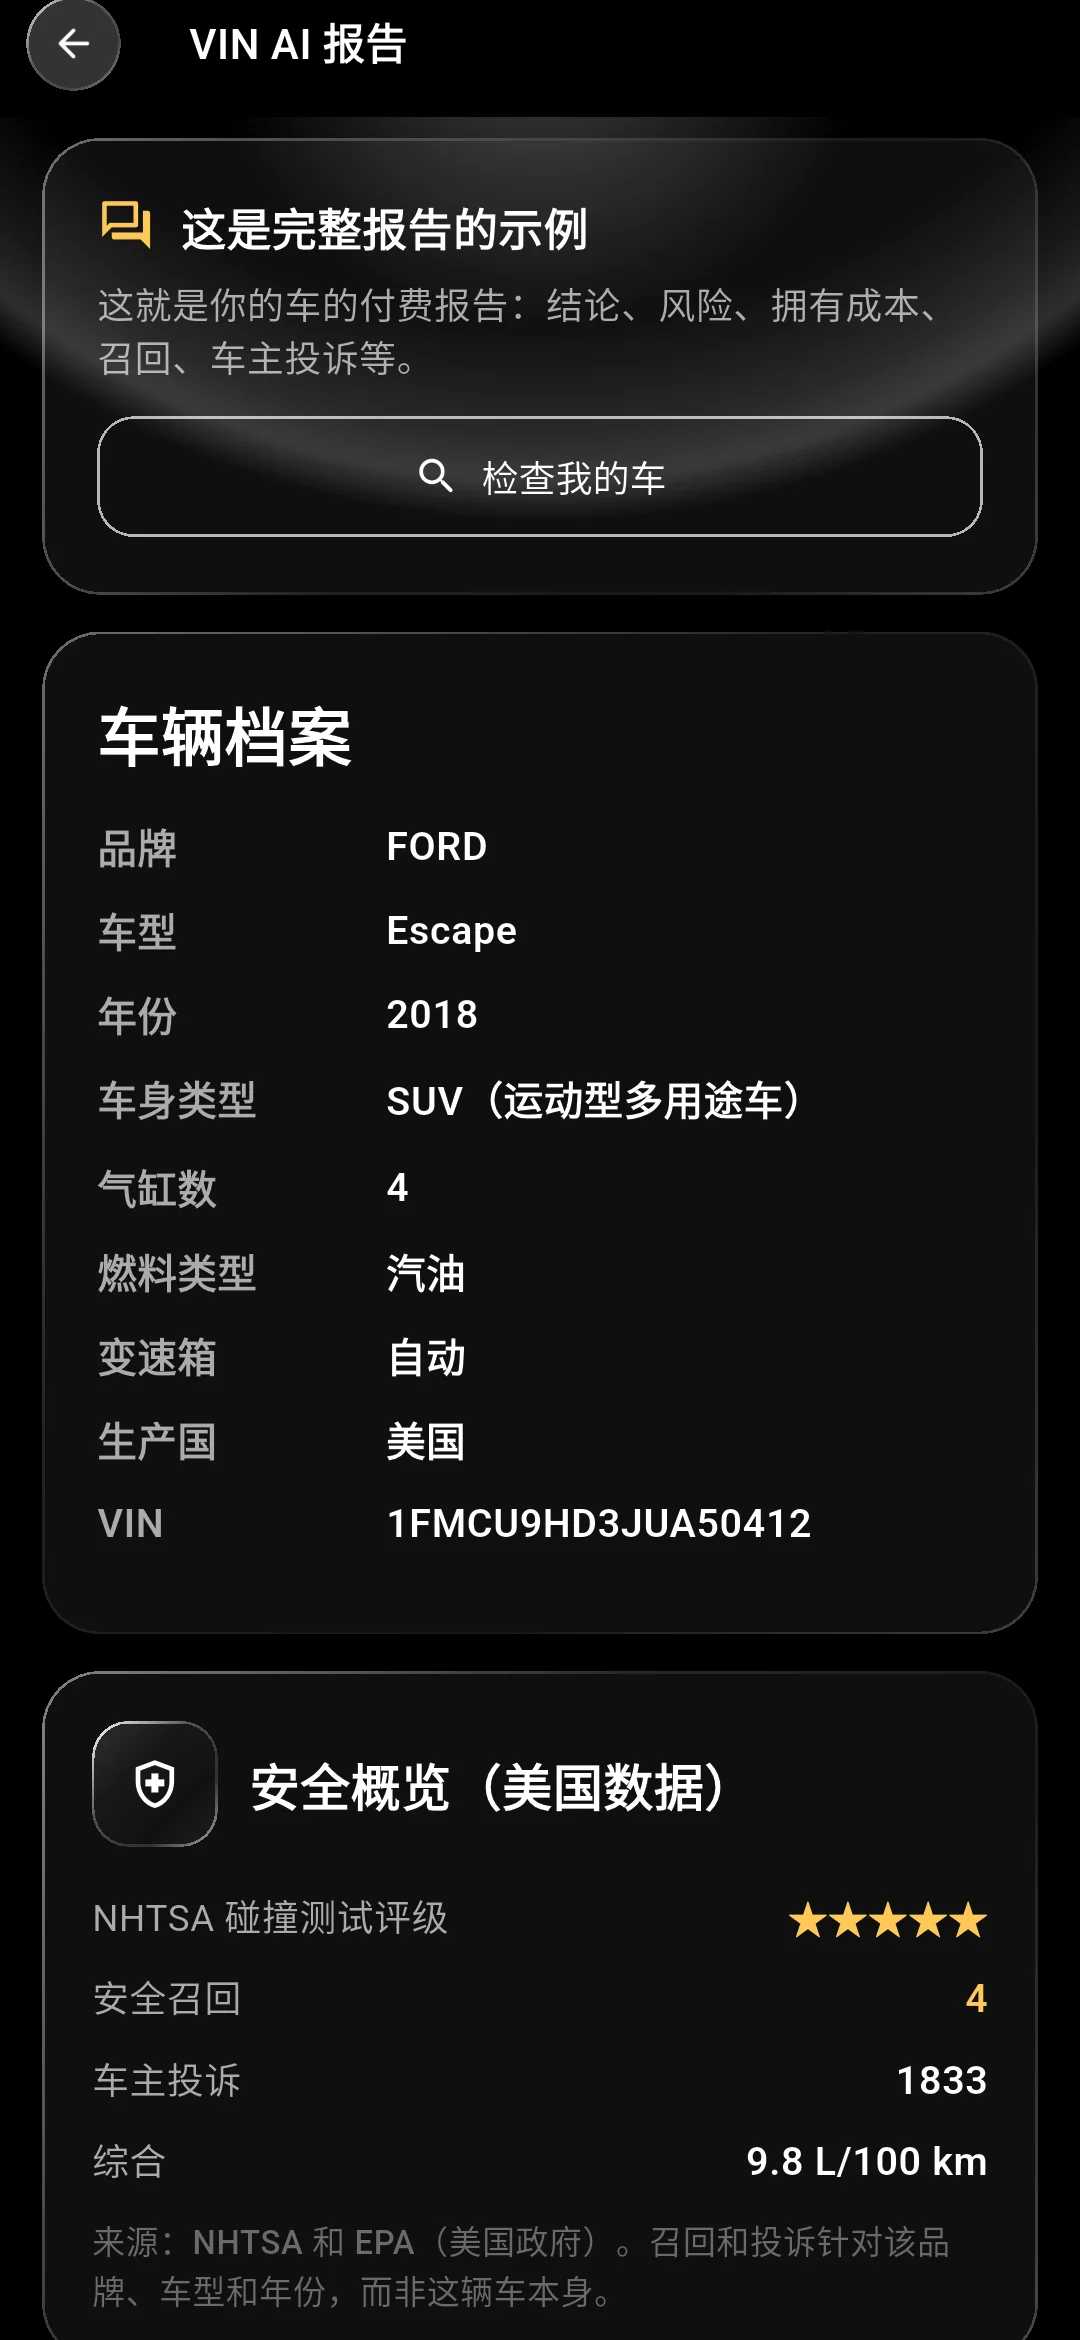 VIN AI 报告
这是完整报告的示例
这就是你的车的付费报告：结论、风险、拥有成本、
召回、车主投诉等。
检查我的车
车辆档案
品牌 FORD
车型 Escape
年份 2018
车身类型 SUV（运动型多用途车）
气缸数 4
燃料类型 汽油
变速箱 自动
生产国 美国
VIN 1FMCU9HD3JUA50412
安全概览（美国数据）
NHTSA 碰撞测试评级 ★★★★★
安全召回 4
车主投诉 1833
综合 9.8 L/100 km
来源：NHTSA 和 EPA（美国政府）。召回和投诉针对该品
牌、车型和年份，而非这辆车本身。